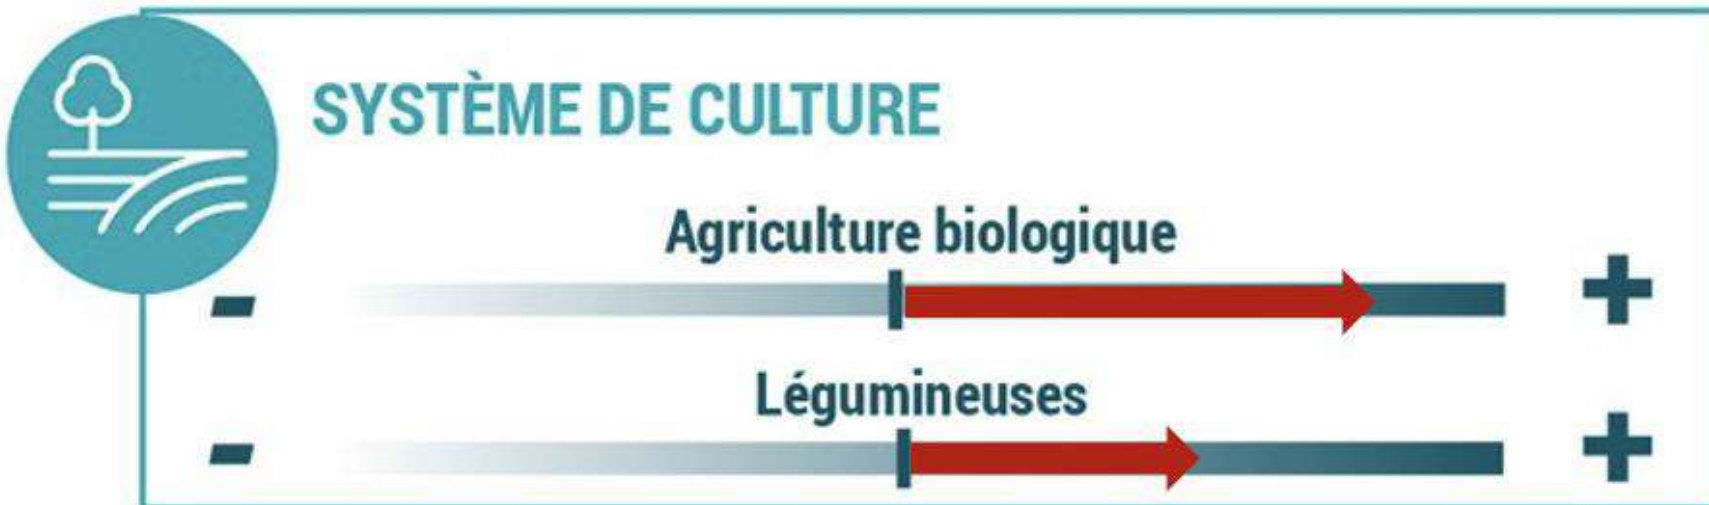 SYSTÈME DE CULTURE
Agriculture biologique
- +
Légumineuses
- +